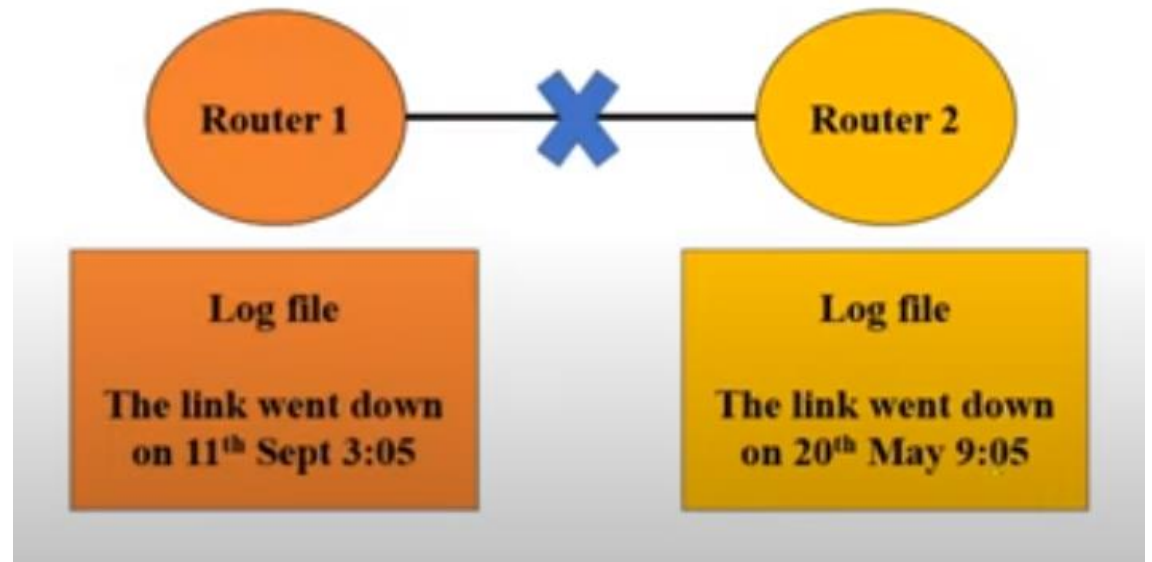 Router 1
Router 2
Log file
The link went down
on 11th Sept 3:05
Log file
The link went down
on 20th May 9:05